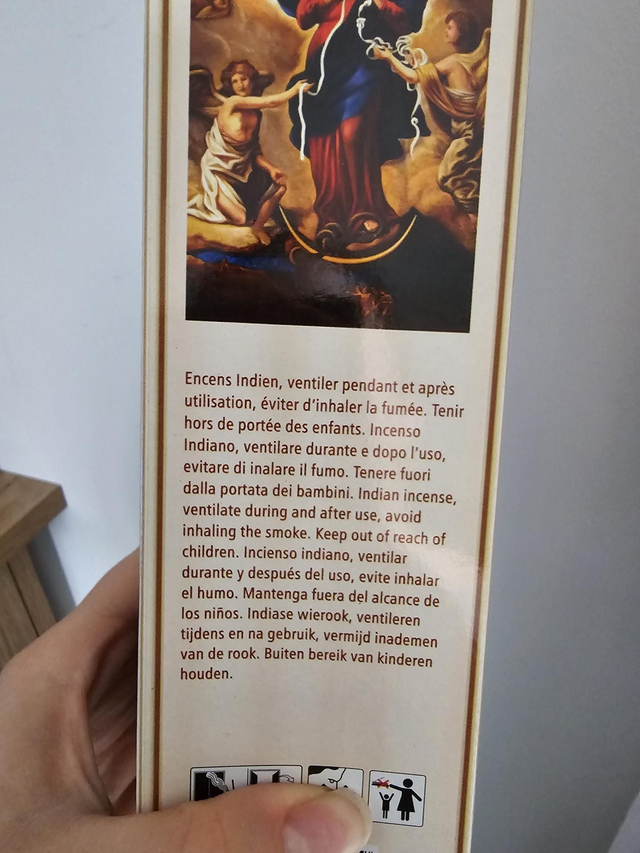 Encens Indien, ventiler pendant et après
utilisation, éviter d'inhaler la fumée. Tenir
hors de portée des enfants. Incenso
Indiano, ventilare durante e dopo l'uso,
evitare di inalare il fumo. Tenere fuori
dalla portata dei bambini. Indian incense,
ventilate during and after use, avoid
inhaling the smoke. Keep out of reach of
children. Incienso indiano, ventilar
durante y después del uso, evite inhalar
el humo. Mantenga fuera del alcance de
los niños. Indiase wierook, ventileren
tijdens en na gebruik, vermijd inademen
van de rook. Buiten bereik van kinderen
houden.